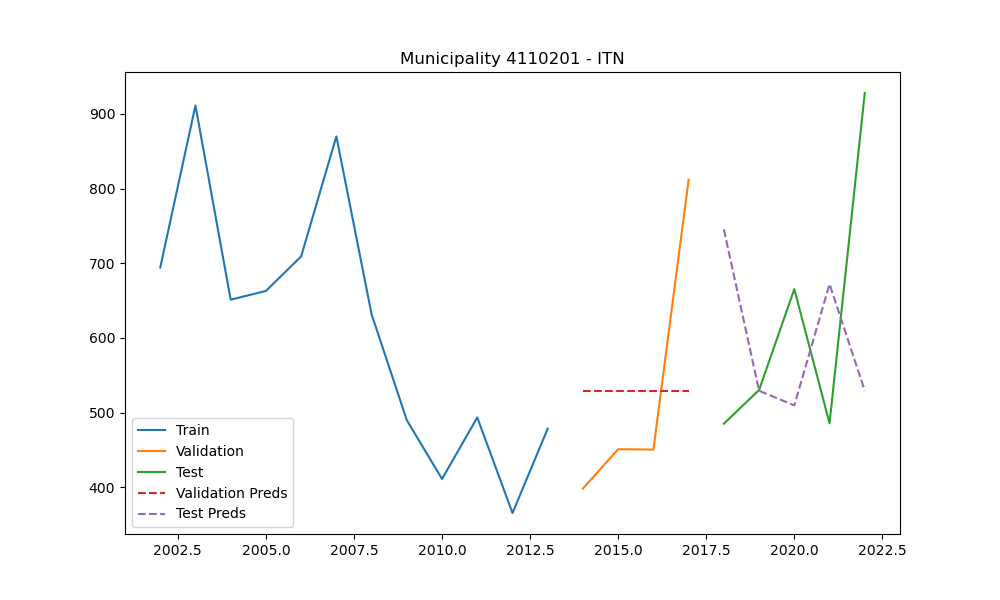 Municipality 4110201 - ITN
900
800
700
600
500
400
Train
Validation
Test
Validation Preds
Test Preds
2002.5 2005.0 2007.5 2010.0 2012.5 2015.0 2017.5 2020.0 2022.5